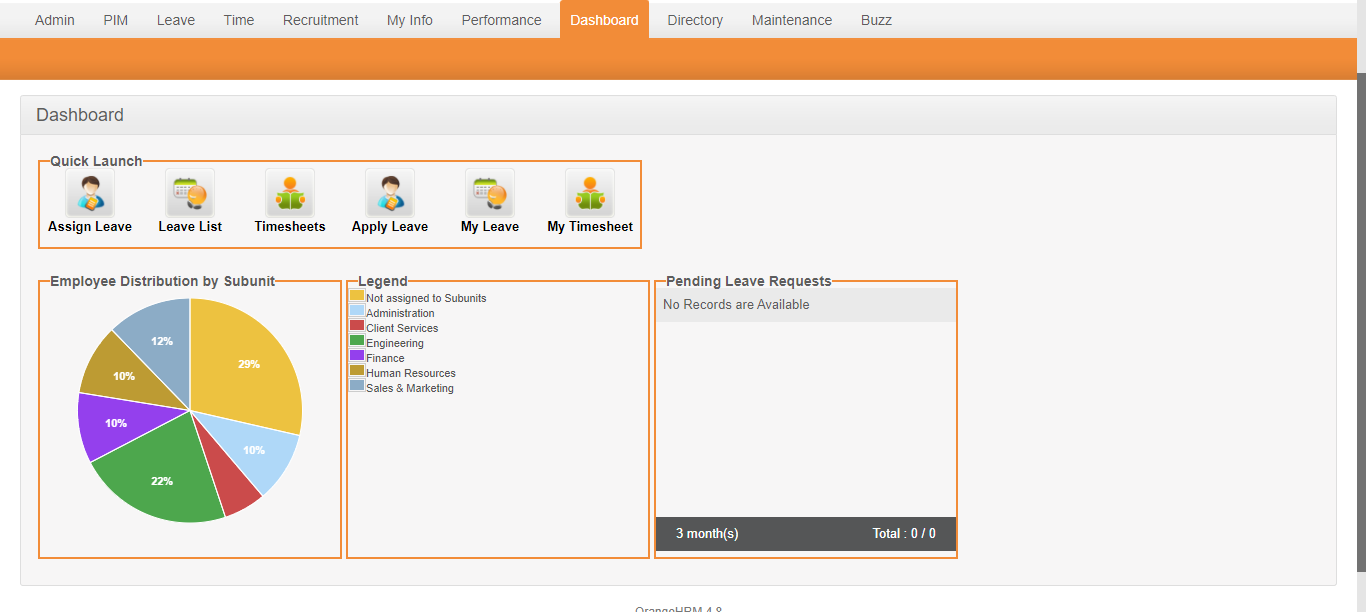 Admin PIM Leave Time Recruitment My Info Performance Dashboard Directory Maintenance Buzz
Dashboard
Quick Launch
Assign Leave Leave List Timesheets Apply Leave My Leave My Timesheet
Employee Distribution by Subunit
29%
10%
22%
10%
10%
12%
Legend
Not assigned to Subunits
Administration
Client Services
Engineering
Finance
Human Resources
Sales & Marketing
Pending Leave Requests
No Records are Available
3 month(s) Total : 0 / 0
OrangeHRM 4.8